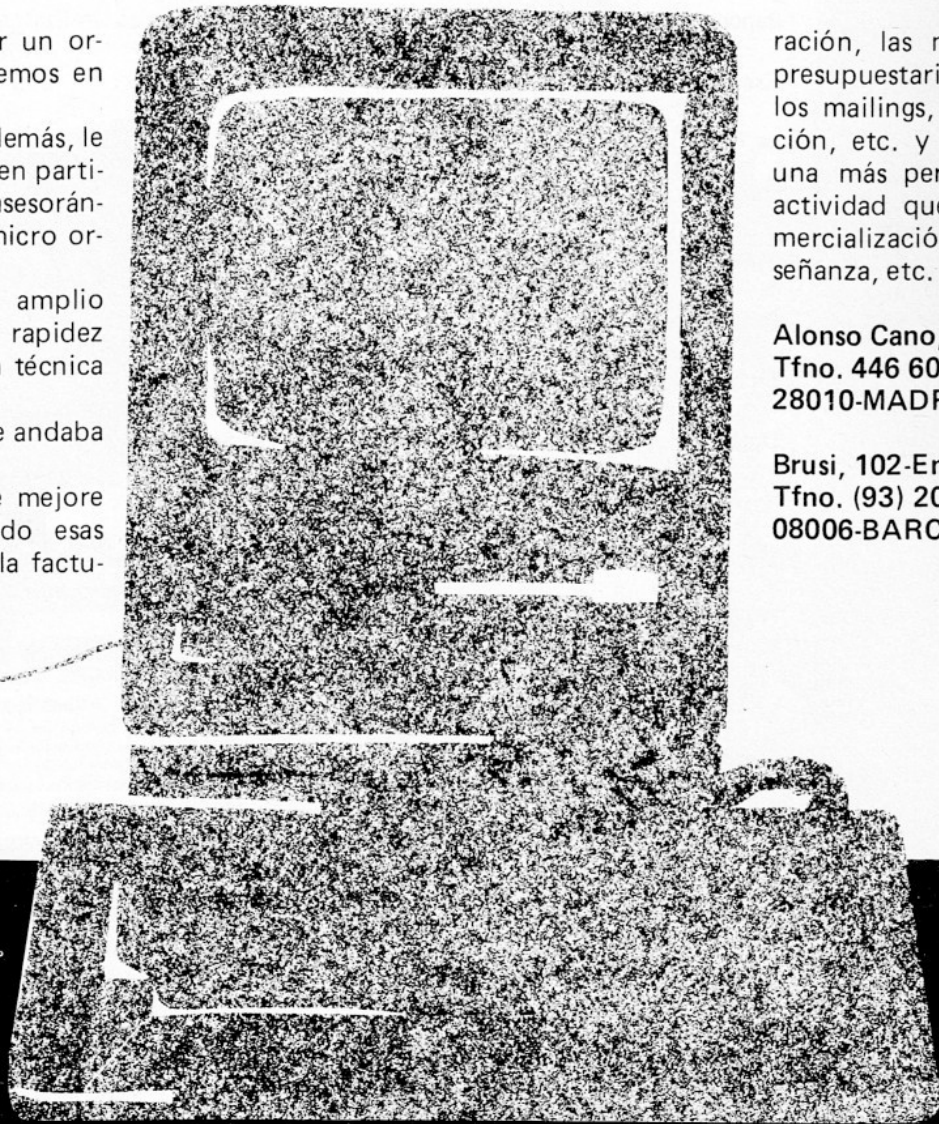 r un or-
emos en
demás, le
en parti-
asesorán-
micro or-
amplio
rapidez
técnica
e andaba
e mejore
do esas
la factu-
ración, las
presupuestari
los mailings,
ción, etc. y
una más per
actividad que
mercializació
señanza, etc.
Alonso Cano,
Tfno. 446 60
28010-MADR
Brusi, 102-En
Tfno. (93) 20
08006-BARC